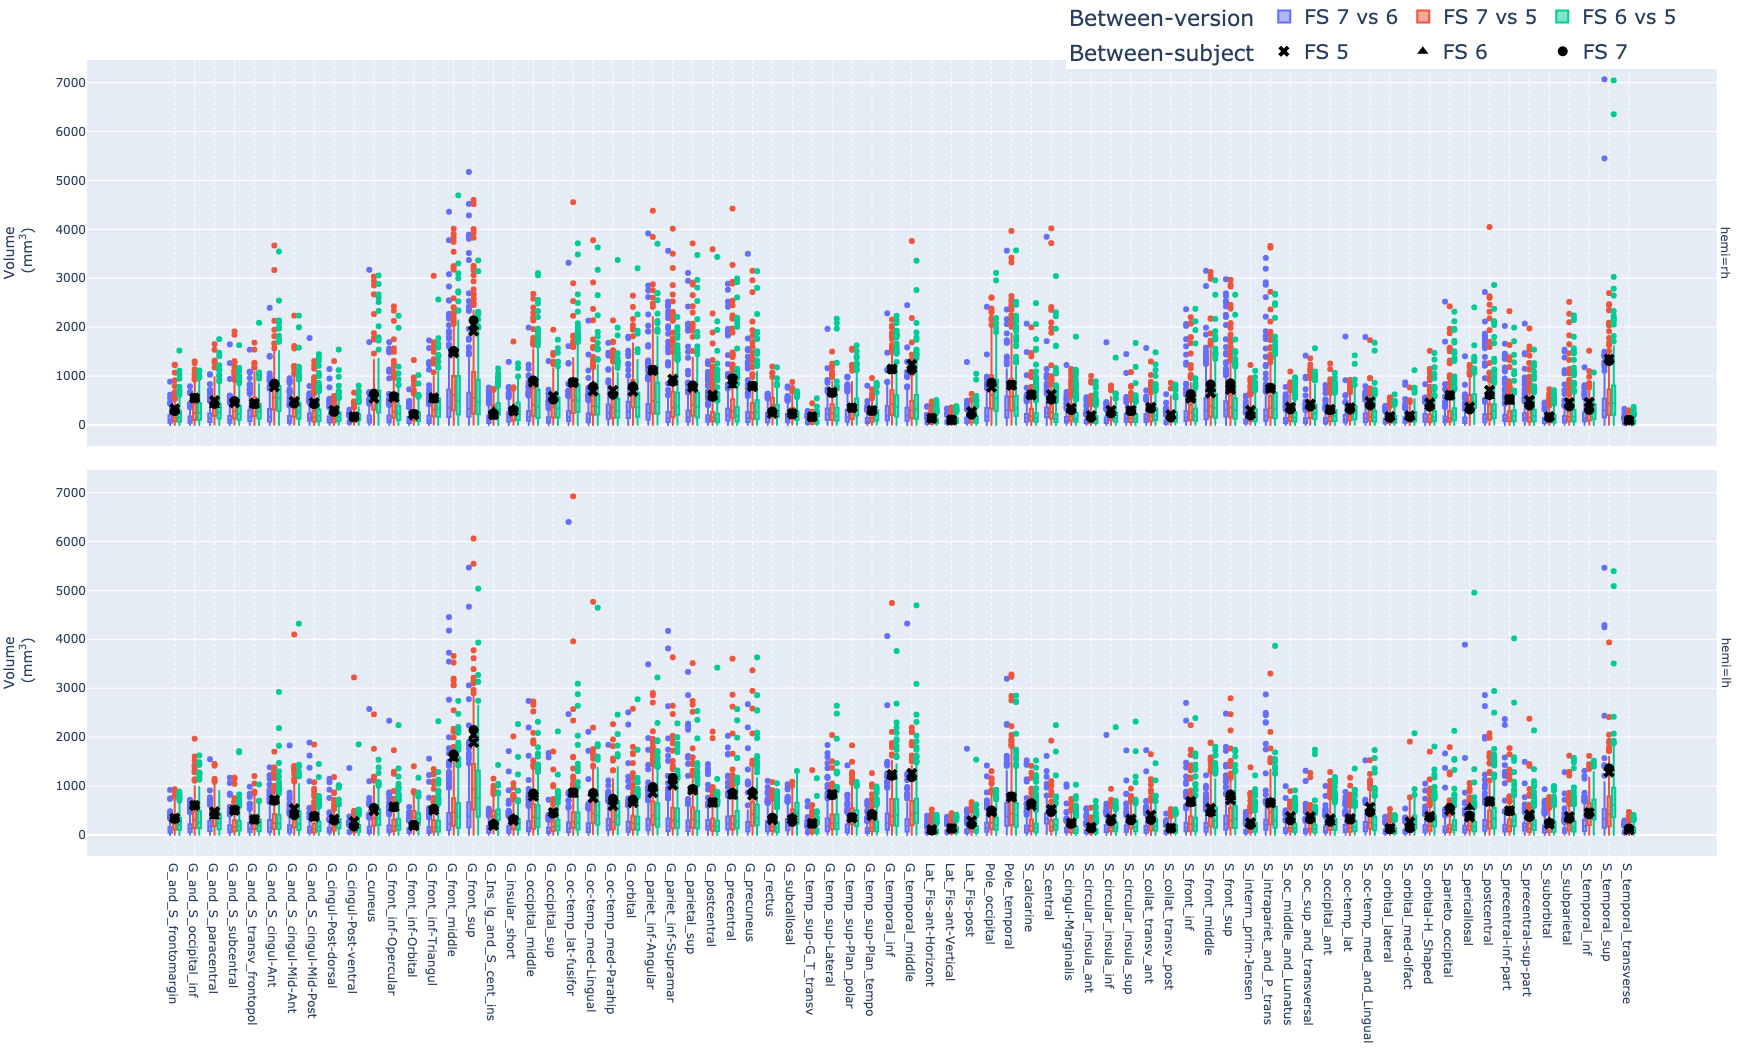 Between-version FS 7 vs 6 FS 7 vs 5 FS 6 vs 5
Between-subject FS 5 FS 6 FS 7
7000
6000
5000
4000
3000
2000
1000
0
Volume
(mm³)
hemi=rh
7000
6000
5000
4000
3000
2000
1000
0
Volume
(mm³)
hemi=lh
G_and_S_frontomargin
G_and_S_occipital_inf
G_and_S_paracentral
G_and_S_subcentral
G_and_S_transv_frontopol
G_and_S_cingul-Ant
G_and_S_cingul-Mid-Ant
G_and_S_cingul-Mid-Post
G_cingul-Post-dorsal
G_cingul-Post-ventral
G_cuneus
G_front_inf-Opercular
G_front_inf-Orbital
G_front_inf-Triangul
G_front_middle
G_front_sup
G_Ins_lg_and_S_cent_ins
G_insular_short
G_occipital_middle
G_occipital_sup
G_oc-temp_lat-fusifor
G_oc-temp_med-Lingual
G_oc-temp_med-Parahip
G_orbital
G_pariet_inf-Angular
G_pariet_inf-Supramar
G_parietal_sup
G_postcentral
G_precentral
G_precuneus
G_rectus
G_subcallosal
G_temp_sup-G_T_transv
G_temp_sup-Lateral
G_temp_sup-Plan_polar
G_temp_sup-Plan_tempo
G_temporal_inf
G_temporal_middle
Lat_Fis-ant-Horizont
Lat_Fis-ant-Vertical
Lat_Fis-post
Pole_occipital
Pole_temporal
S_calcarine
S_central
S_cingul-Marginalis
S_circular_insula_ant
S_circular_insula_inf
S_circular_insula_sup
S_collat_transv_ant
S_collat_transv_post
S_front_inf
S_front_middle
S_front_sup
S_interm_prim-Jensen
S_intrapariet_and_P_trans
S_oc_middle_and_Lunatus
S_oc_sup_and_transversal
S_occipital_ant
S_oc-temp_lat
S_oc-temp_med_and_Lingual
S_orbital_lateral
S_orbital_med-olfact
S_orbital-H_Shaped
S_parieto_occipital
S_pericallosal
S_postcentral
S_precentral-inf-part
S_precentral-sup-part
S_suborbital
S_subparietal
S_temporal_inf
S_temporal_sup
S_temporal_transverse